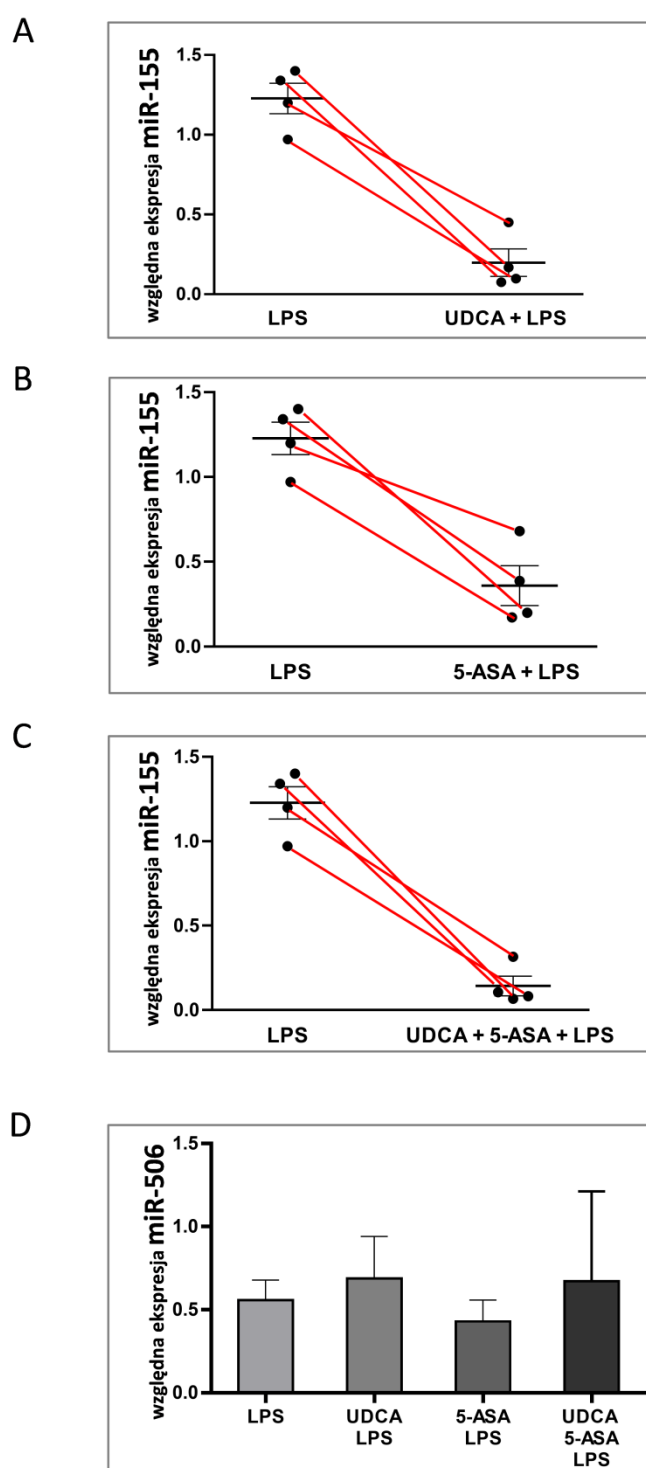 A
względna ekspresja miR-155
1.5
1.0
0.5
0.0
LPS
UDCA + LPS
B
względna ekspresja miR-155
1.5
1.0
0.5
0.0
LPS
5-ASA + LPS
C
względna ekspresja miR-155
1.5
1.0
0.5
0.0
LPS
UDCA + 5-ASA + LPS
D
względna ekspresja miR-506
1.5
1.0
0.5
0.0
LPS
UDCA
LPS
5-ASA
LPS
UDCA
5-ASA
LPS